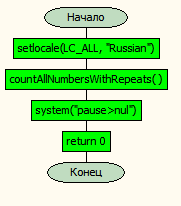 Начало
setlocale(LC_ALL, "Russian")
countAllNumbersWithRepeats( )
system("pause>nul")
return 0
Конец